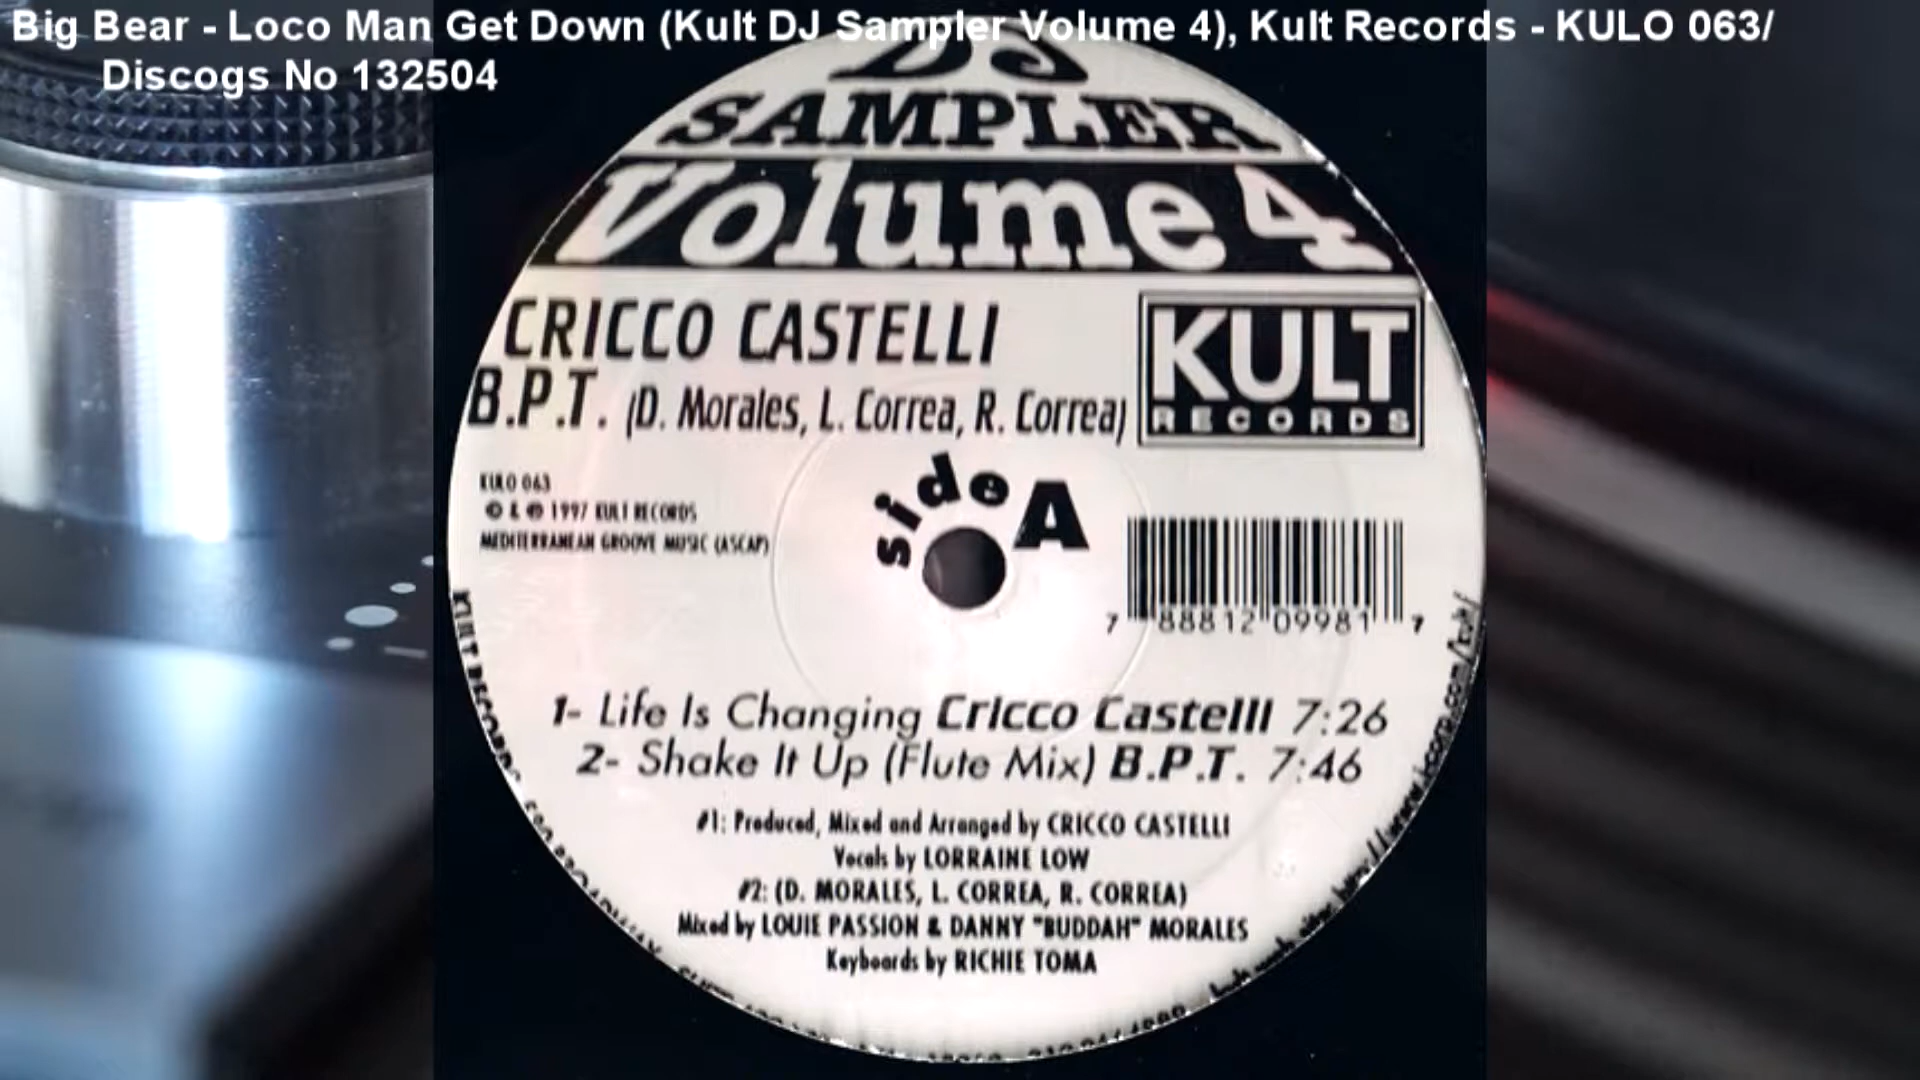 Big Bear - Loco Man Get Down (Kult DJ Sampler Volume 4), Kult Records - KULO 063/
Discogs No 132504
DJ
SAMPLER
Volume 4
CRICCO CASTELLI
B.P.T. (D. Morales, L. Correa, R. Correa)
KULT
RECORDS
KULO 063
© & ℗ 1997 KULT RECORDS
MEDITERRANEAN GROOVE MUSIC (ASCAP)
side A
7 88812 09981 7
1- Life Is Changing Cricco Castelli 7:26
2- Shake It Up (Flute Mix) B.P.T. 7:46
#1: Produced, Mixed and Arranged by CRICCO CASTELLI
Vocals by LORRAINE LOW
#2: (D. MORALES, L. CORREA, R. CORREA)
Mixed by LOUIE PASSION & DANNY "BUDDAH" MORALES
Keyboards by RICHIE TOMA
KULT RECORDS